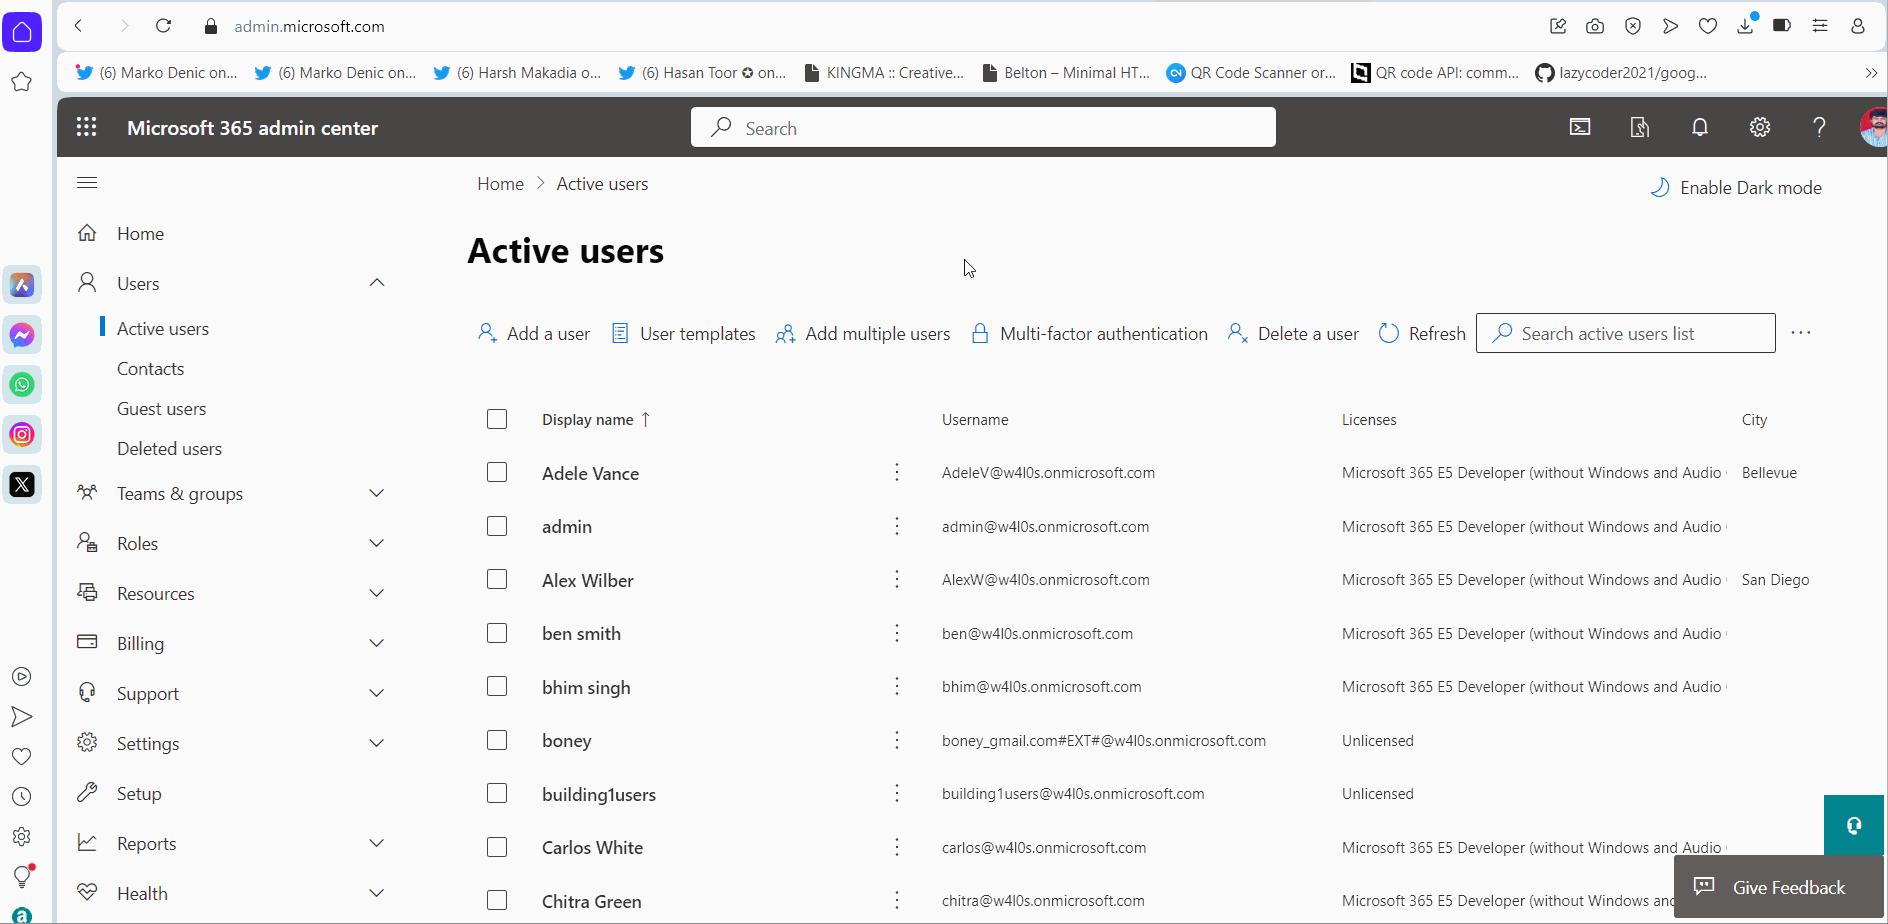 admin.microsoft.com
(6) Marko Denic on... (6) Marko Denic on... (6) Harsh Makadia o... (6) Hasan Toor ✪ on... KINGMA :: Creative... Belton – Minimal HT... QR Code Scanner or... QR code API: comm... lazycoder2021/goog...
Microsoft 365 admin center
Search
Home > Active users
Enable Dark mode
Home
Users
Active users
Contacts
Guest users
Deleted users
Teams & groups
Roles
Resources
Billing
Support
Settings
Setup
Reports
Health
Active users
Add a user User templates Add multiple users Multi-factor authentication Delete a user Refresh Search active users list ...
Display name ↑ Username Licenses City
Adele Vance AdeleV@w4l0s.onmicrosoft.com Microsoft 365 E5 Developer (without Windows and Audio Bellevue
admin admin@w4l0s.onmicrosoft.com Microsoft 365 E5 Developer (without Windows and Audio
Alex Wilber AlexW@w4l0s.onmicrosoft.com Microsoft 365 E5 Developer (without Windows and Audio San Diego
ben smith ben@w4l0s.onmicrosoft.com Microsoft 365 E5 Developer (without Windows and Audio
bhim singh bhim@w4l0s.onmicrosoft.com Microsoft 365 E5 Developer (without Windows and Audio
boney boney_gmail.com#EXT#@w4l0s.onmicrosoft.com Unlicensed
building1users building1users@w4l0s.onmicrosoft.com Unlicensed
Carlos White carlos@w4l0s.onmicrosoft.com Microsoft 365 E5 Developer (without Windows and Audio
Chitra Green chitra@w4l0s.onmicrosoft.com Microsoft 365 E5 Developer (without Windows and
Give Feedback